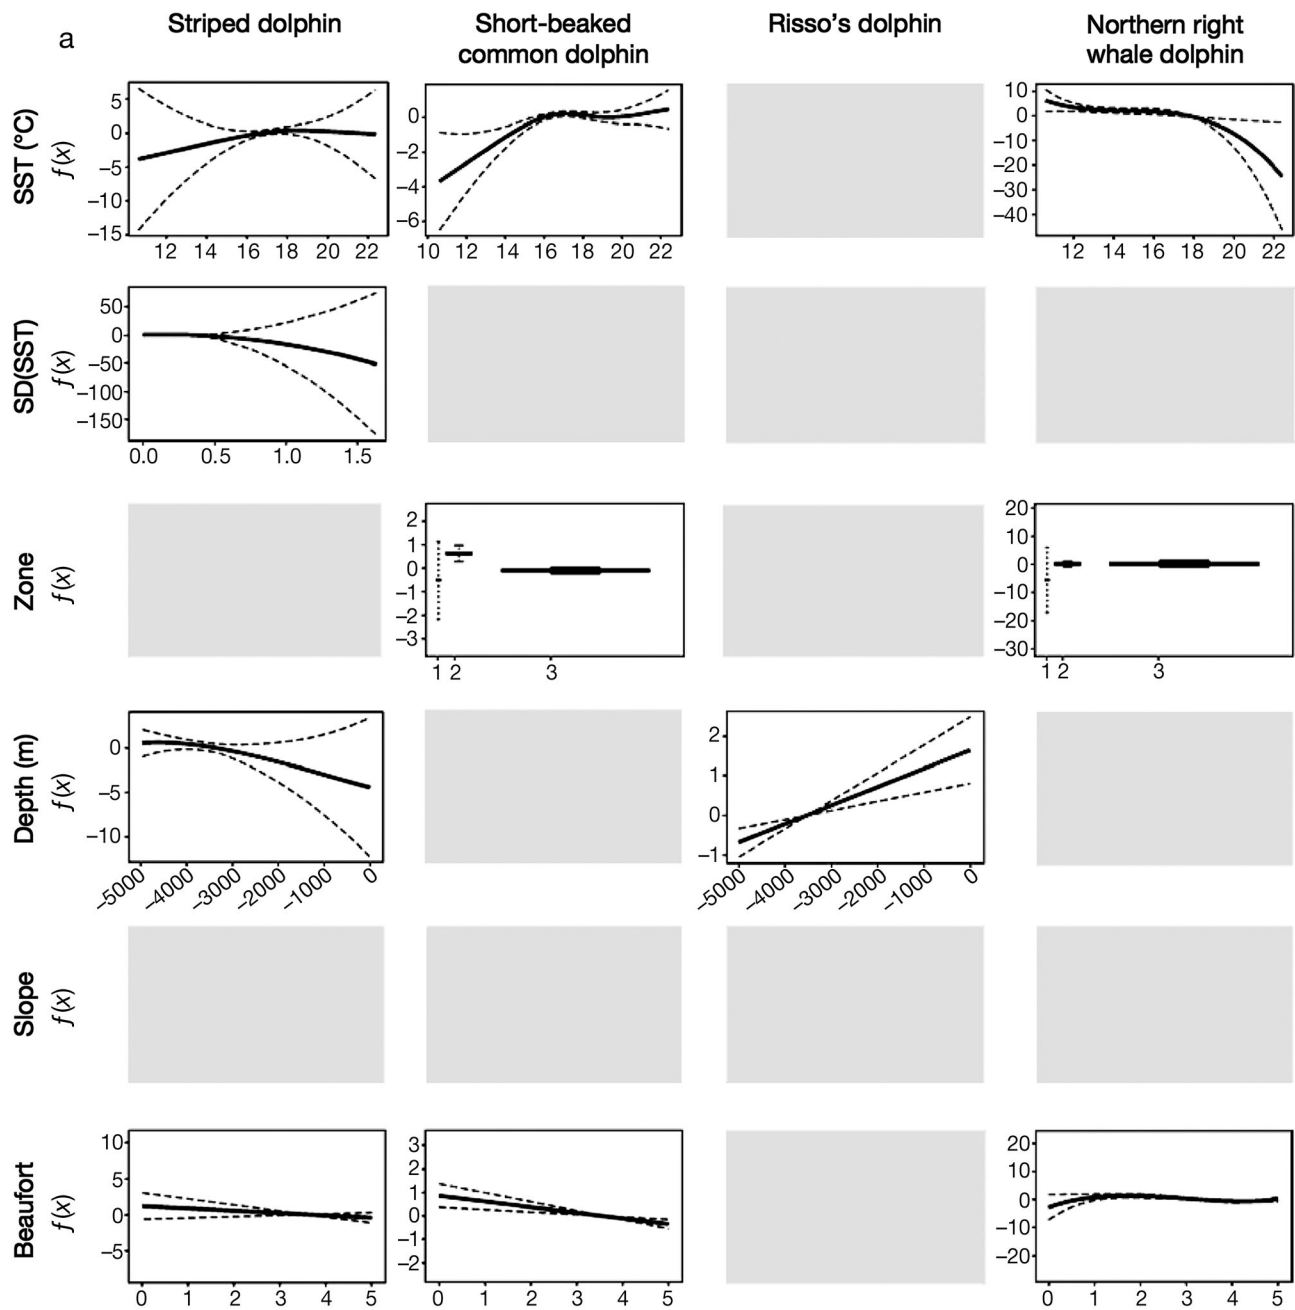 a
Striped dolphin
Short-beaked
common dolphin
Risso's dolphin
Northern right
whale dolphin
SST (°C)
f(x)
5
0
−5
−10
−15
12 14 16 18 20 22
0
−2
−4
−6
10 12 14 16 18 20 22
10
0
−10
−20
−30
−40
12 14 16 18 20 22
SD(SST)
f(x)
50
0
−50
−100
−150
0.0 0.5 1.0 1.5
Zone
f(x)
2
1
0
−1
−2
−3
1 2 3
20
10
0
−10
−20
−30
1 2 3
Depth (m)
f(x)
0
−5
−10
−5000 −4000 −3000 −2000 −1000 0
2
1
0
−1
−5000 −4000 −3000 −2000 −1000 0
Slope
f(x)
Beaufort
f(x)
10
5
0
−5
0 1 2 3 4 5
3
2
1
0
−1
−2
0 1 2 3 4 5
20
10
0
−10
−20
0 1 2 3 4 5